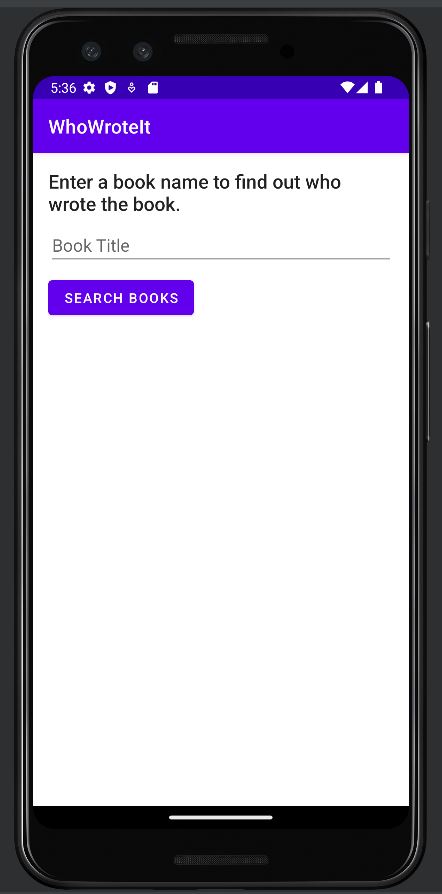 5:36
WhoWroteIt
Enter a book name to find out who
wrote the book.
Book Title
SEARCH BOOKS